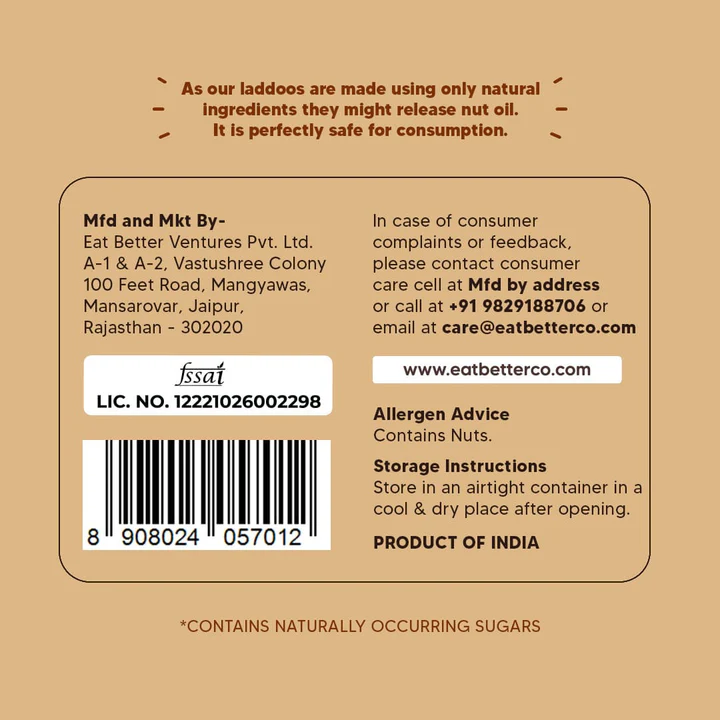 As our laddoos are made using only natural
ingredients they might release nut oil.
It is perfectly safe for consumption.
Mfd and Mkt By-
Eat Better Ventures Pvt. Ltd.
A-1 & A-2, Vastushree Colony
100 Feet Road, Mangyawas,
Mansarovar, Jaipur,
Rajasthan - 302020
fssai
LIC. NO. 12221026002298
8 908024 057012
In case of consumer
complaints or feedback,
please contact consumer
care cell at Mfd by address
or call at +91 9829188706 or
email at care@eatbetterco.com
www.eatbetterco.com
Allergen Advice
Contains Nuts.
Storage Instructions
Store in an airtight container in a
cool & dry place after opening.
PRODUCT OF INDIA
*CONTAINS NATURALLY OCCURRING SUGARS